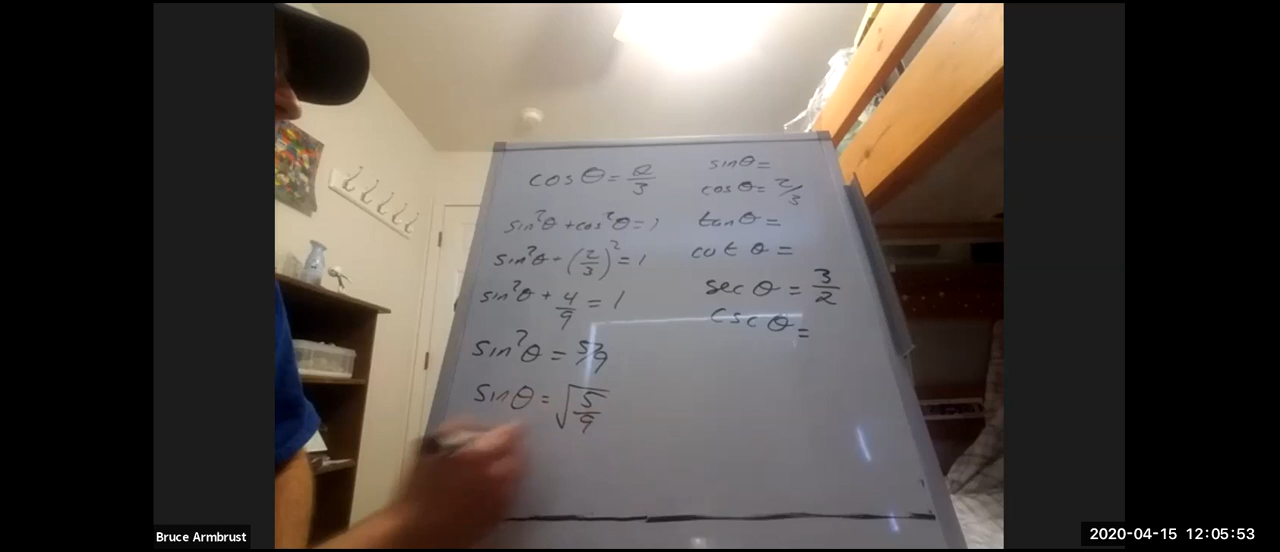 cos θ = 2/3
sin²θ + cos²θ = 1
sin²θ + (2/3)² = 1
sin²θ + 4/9 = 1
sin²θ = 5/9
sin θ = √(5/9)
sin θ =
cos θ = 2/3
tan θ =
cot θ =
sec θ = 3/2
csc θ =
Bruce Armbrust
2020-04-15 12:05:53